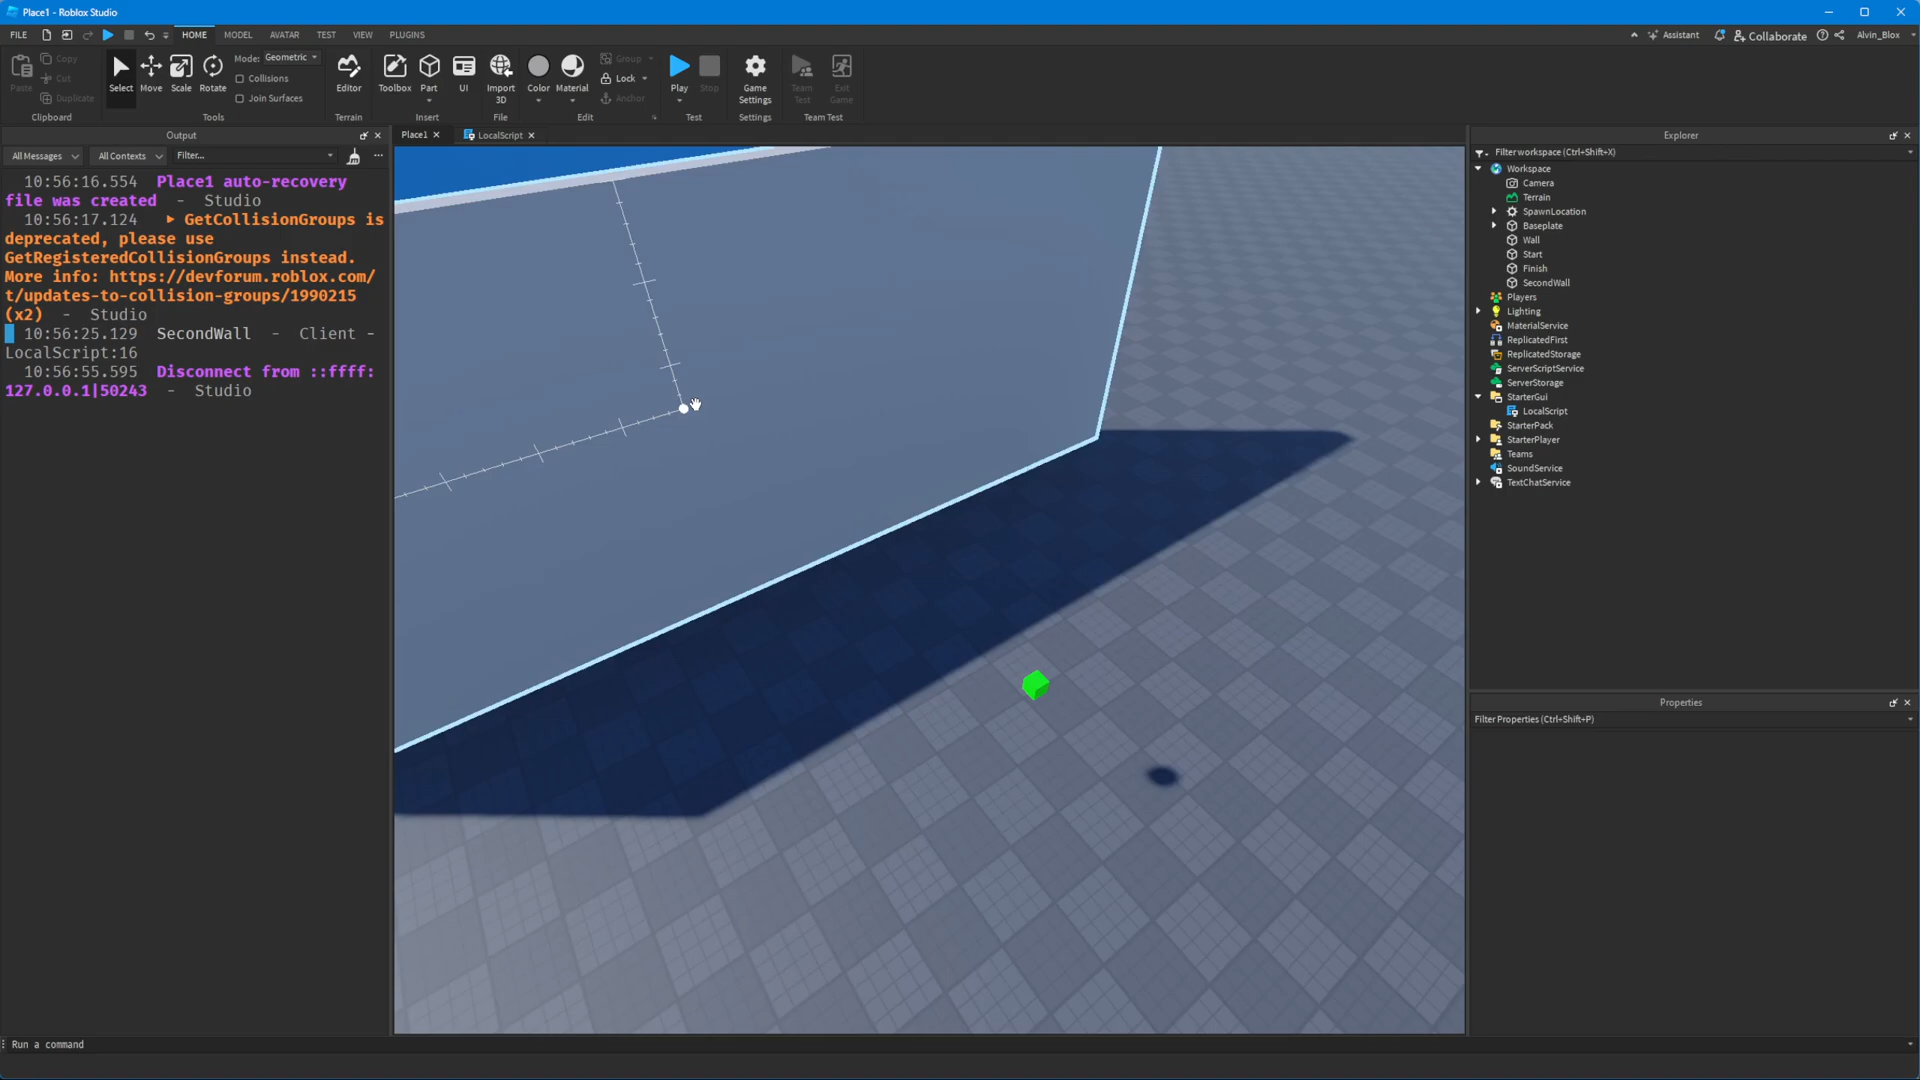 Place1 - Roblox Studio
FILE
HOME
MODEL
AVATAR
TEST
VIEW
PLUGINS
Assistant
Collaborate
Alvin_Blox
Paste
Copy
Cut
Duplicate
Clipboard
Select
Move
Scale
Rotate
Mode: Geometric
Collisions
Join Surfaces
Tools
Editor
Terrain
Toolbox
Part
UI
Insert
Import
3D
File
Color
Material
Group
Lock
Anchor
Edit
Play
Stop
Test
Game
Settings
Settings
Team
Test
Exit
Game
Team Test
Output
All Messages
All Contexts
Filter...
10:56:16.554 Place1 auto-recovery
file was created - Studio
10:56:17.124 ▶ GetCollisionGroups is
deprecated, please use
GetRegisteredCollisionGroups instead.
More info: https://devforum.roblox.com/
t/updates-to-collision-groups/1990215
(x2) - Studio
10:56:25.129 SecondWall - Client -
LocalScript:16
10:56:55.595 Disconnect from ::ffff:
127.0.0.1|50243 - Studio
Place1
LocalScript
Explorer
Filter workspace (Ctrl+Shift+X)
Workspace
Camera
Terrain
SpawnLocation
Baseplate
Wall
Start
Finish
SecondWall
Players
Lighting
MaterialService
ReplicatedFirst
ReplicatedStorage
ServerScriptService
ServerStorage
StarterGui
LocalScript
StarterPack
StarterPlayer
Teams
SoundService
TextChatService
Properties
Filter Properties (Ctrl+Shift+P)
Run a command